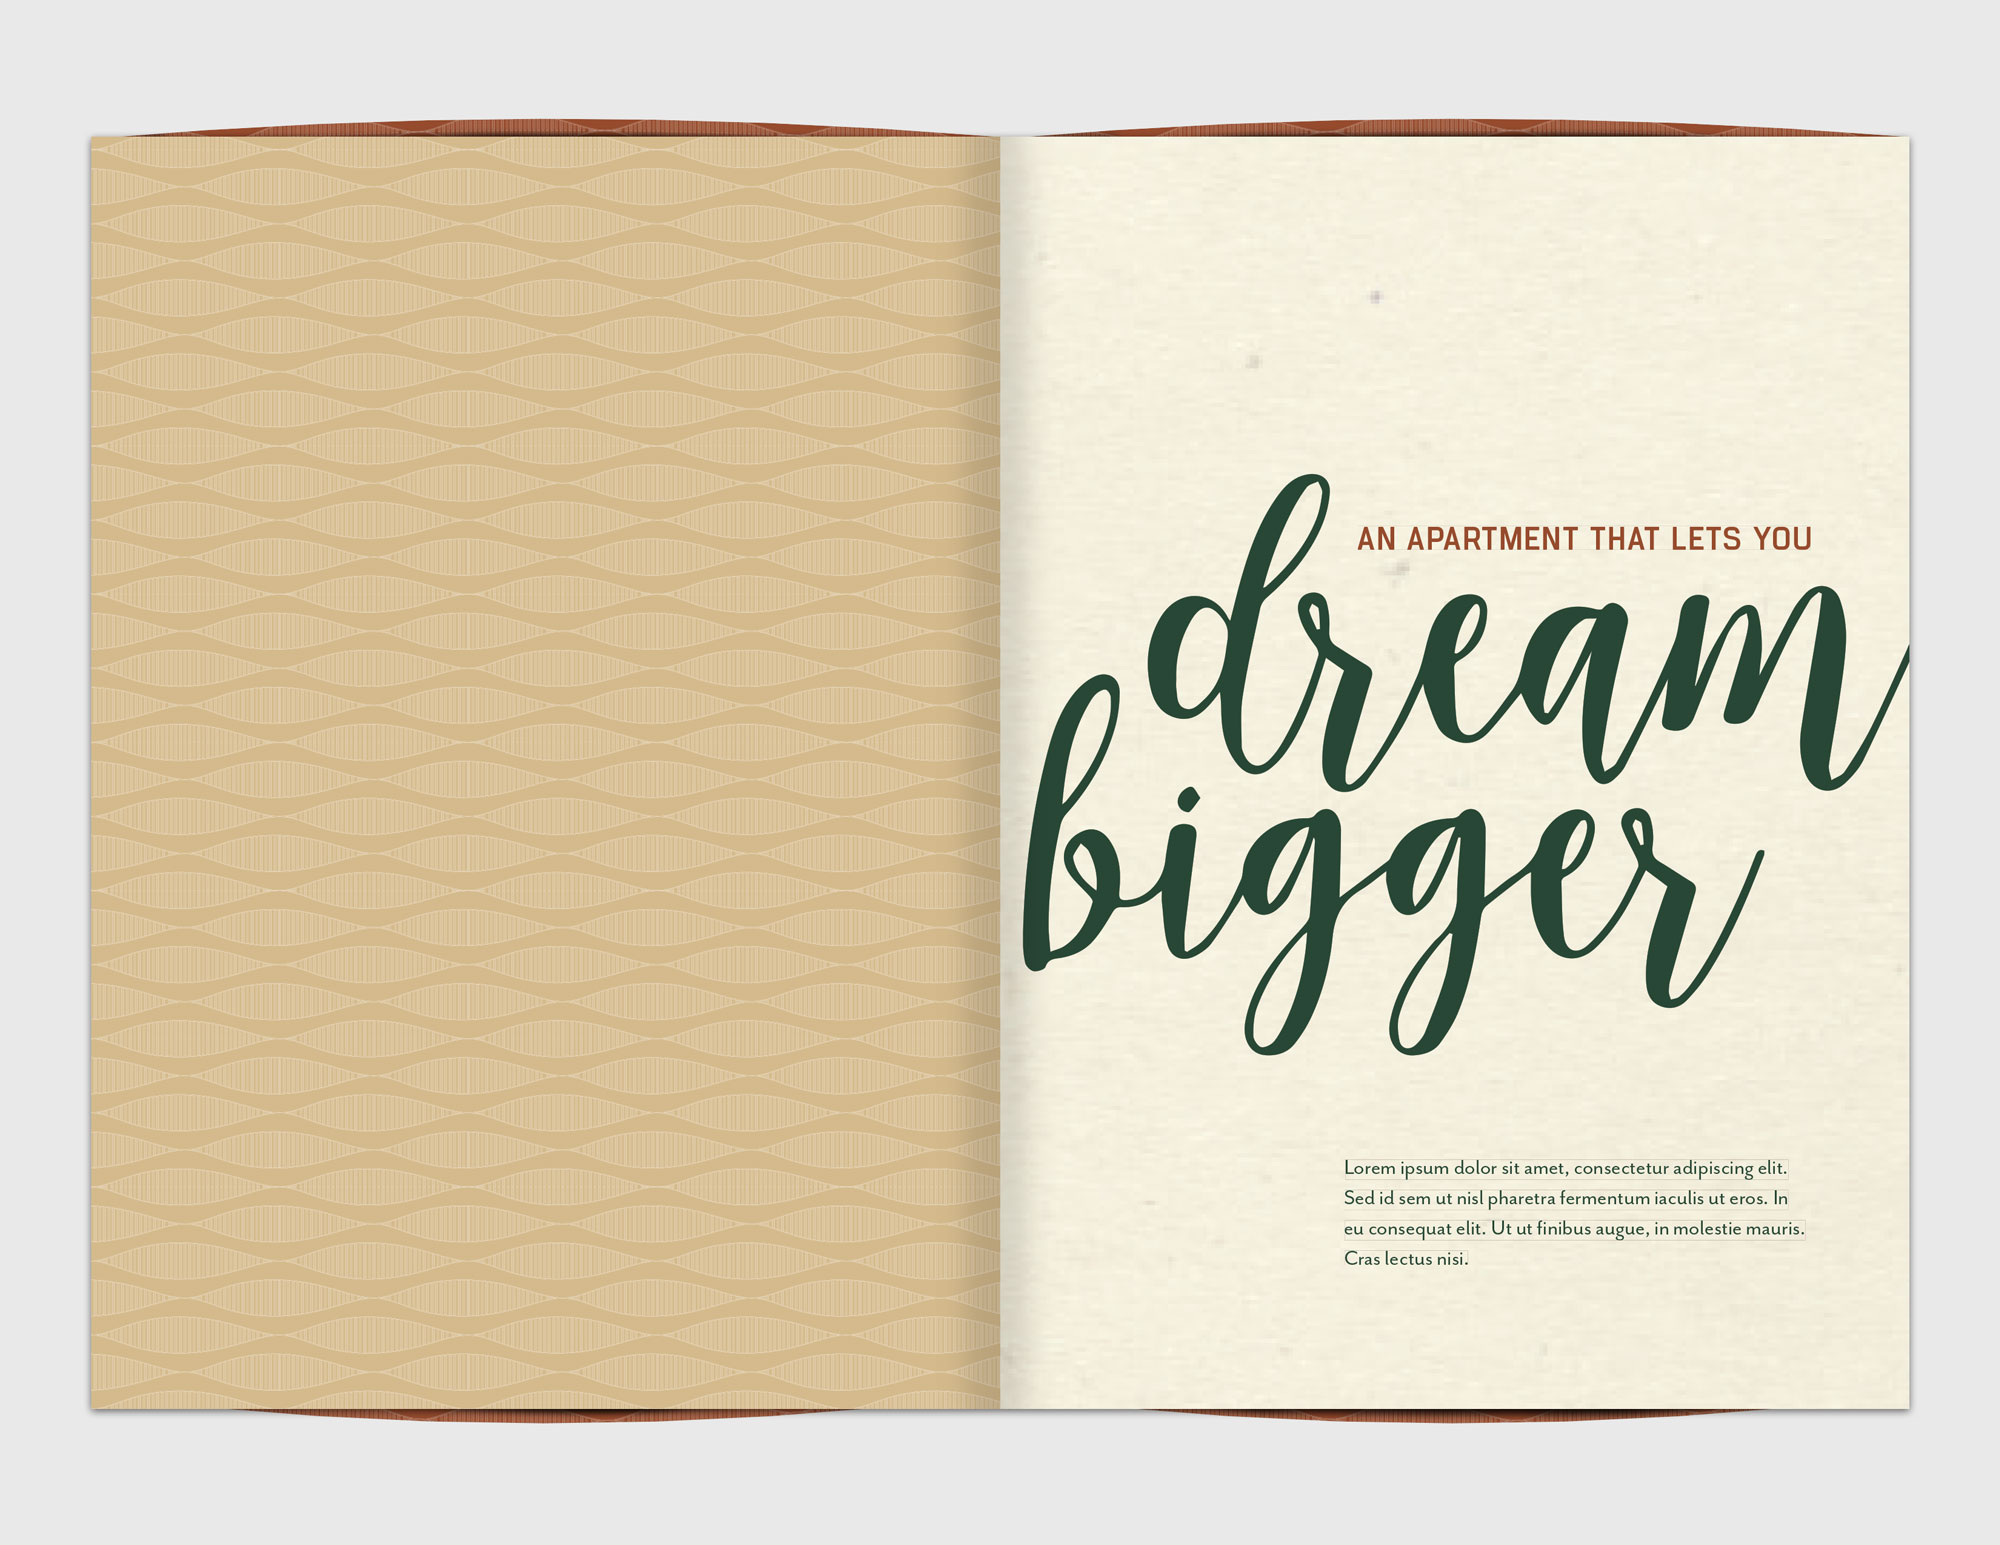 AN APARTMENT THAT LETS YOU
dream
bigger
Lorem ipsum dolor sit amet, consectetur adipiscing elit.
Sed id sem ut nisl pharetra fermentum iaculis ut eros. In
eu consequat elit. Ut ut finibus augue, in molestie mauris.
Cras lectus nisi.